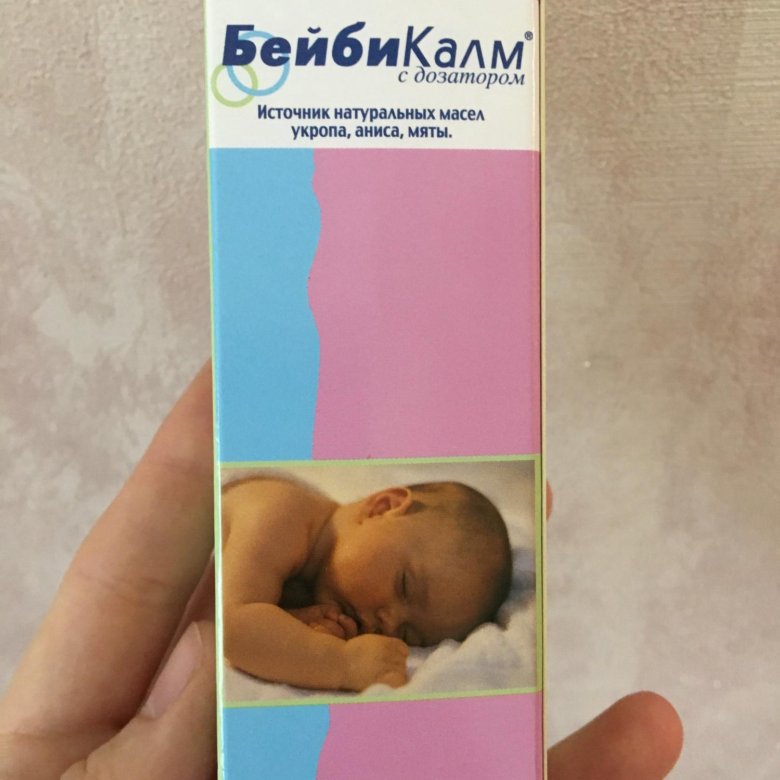 БейбиКалм®
с дозатором
Источник натуральных масел
укропа, аниса, мяты.